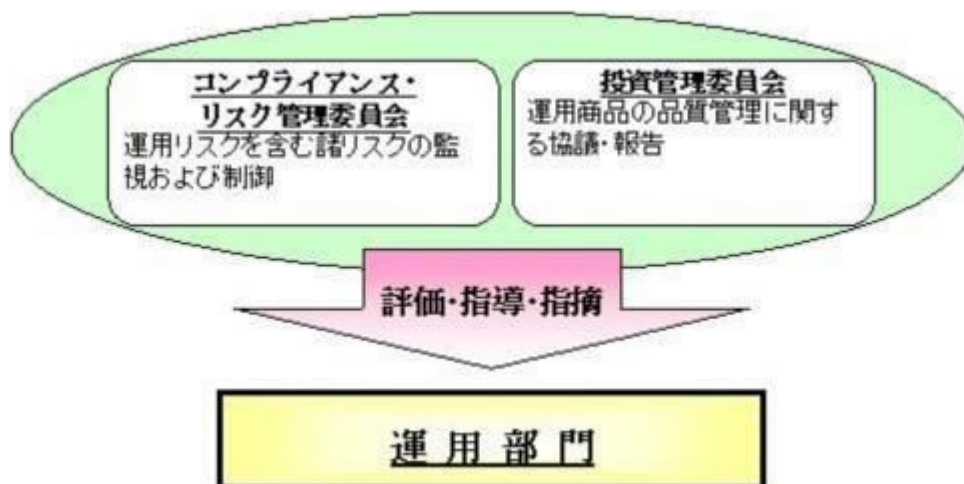 コンプライアンス・
リスク管理委員会
運用リスクを含む諸リスクの監
視および制御
投資管理委員会
運用商品の品質管理に関す
る協議・報告
評価・指導・指摘
運用部門